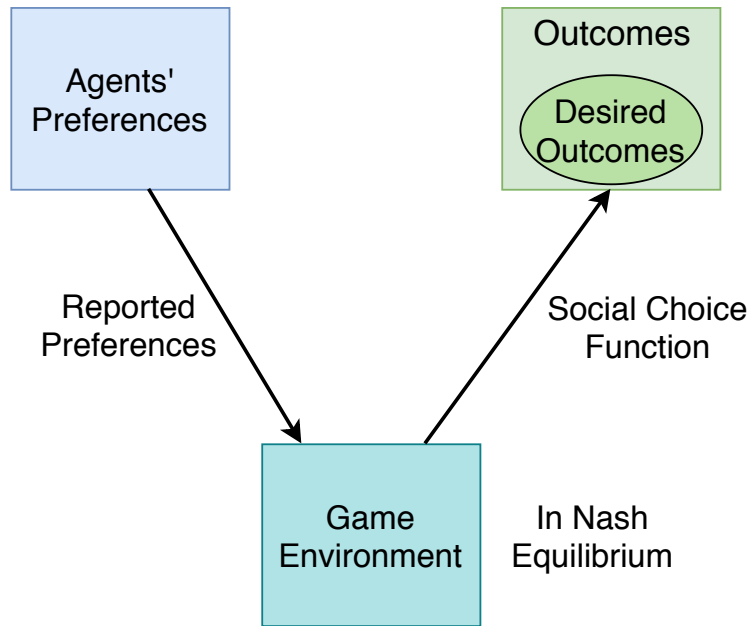 Agents'
Preferences
Outcomes
Desired
Outcomes
Reported
Preferences
Social Choice
Function
Game
Environment
In Nash
Equilibrium